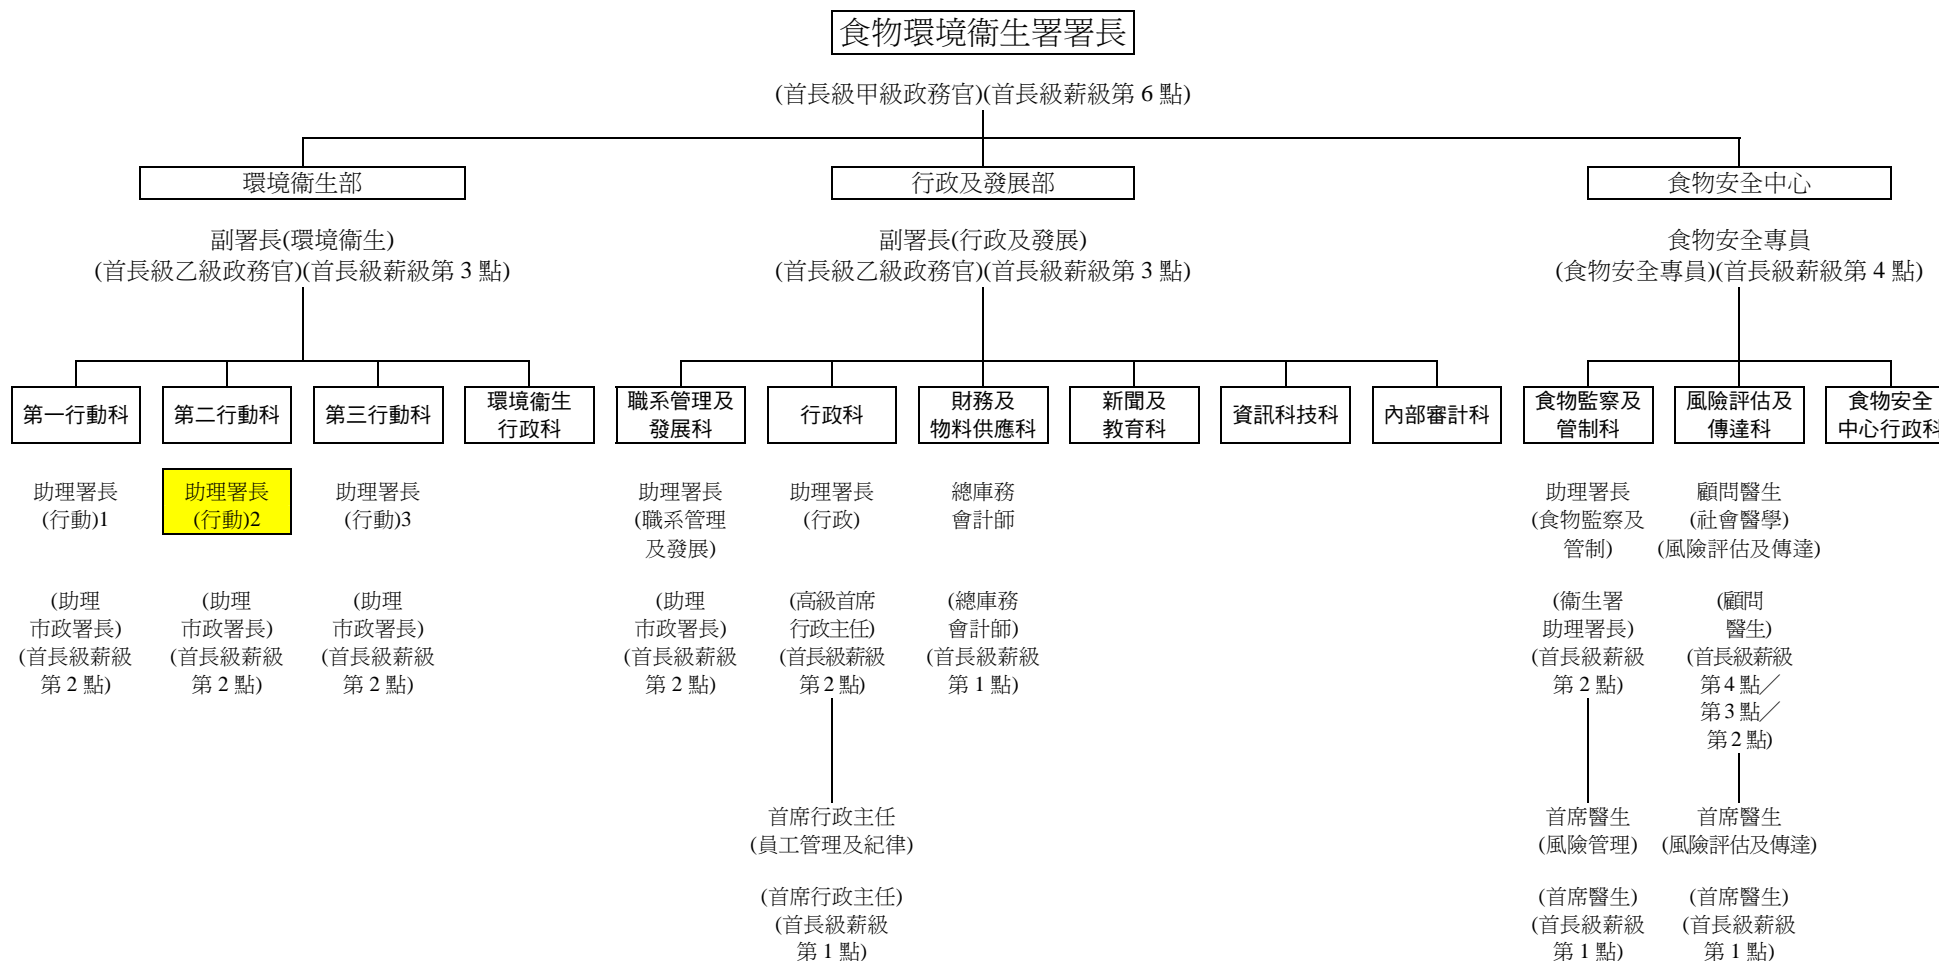 食物環境衞生署署長
(首長級甲級政務官)(首長級薪級第 6 點)
環境衞生部
副署長(環境衞生)
(首長級乙級政務官)(首長級薪級第 3 點)
行政及發展部
副署長(行政及發展)
(首長級乙級政務官)(首長級薪級第 3 點)
食物安全中心
食物安全專員
(食物安全專員)(首長級薪級第 4 點)
第一行動科
助理署長
(行動)1
(助理
市政署長)
(首長級薪級
第 2 點)
第二行動科
助理署長
(行動)2
(助理
市政署長)
(首長級薪級
第 2 點)
第三行動科
助理署長
(行動)3
(助理
市政署長)
(首長級薪級
第 2 點)
環境衞生
行政科
職系管理及
發展科
助理署長
(職系管理
及發展)
(助理
市政署長)
(首長級薪級
第 2 點)
行政科
助理署長
(行政)
(高級首席
行政主任)
(首長級薪級
第 2 點)
首席行政主任
(員工管理及紀律)
(首席行政主任)
(首長級薪級
第 1 點)
財務及
物料供應科
總庫務
會計師
(總庫務
會計師)
(首長級薪級
第 1 點)
新聞及
教育科
資訊科技科
內部審計科
食物監察及
管制科
助理署長
(食物監察及
管制)
(衞生署
助理署長)
(首長級薪級
第 2 點)
首席醫生
(風險管理)
(首席醫生)
(首長級薪級
第 1 點)
風險評估及
傳達科
顧問醫生
(社會醫學)
(風險評估及傳達)
(顧問
醫生)
(首長級薪級
第 4 點／
第 3 點／
第 2 點)
首席醫生
(風險評估及傳達)
(首席醫生)
(首長級薪級
第 1 點)
食物安全
中心行政科